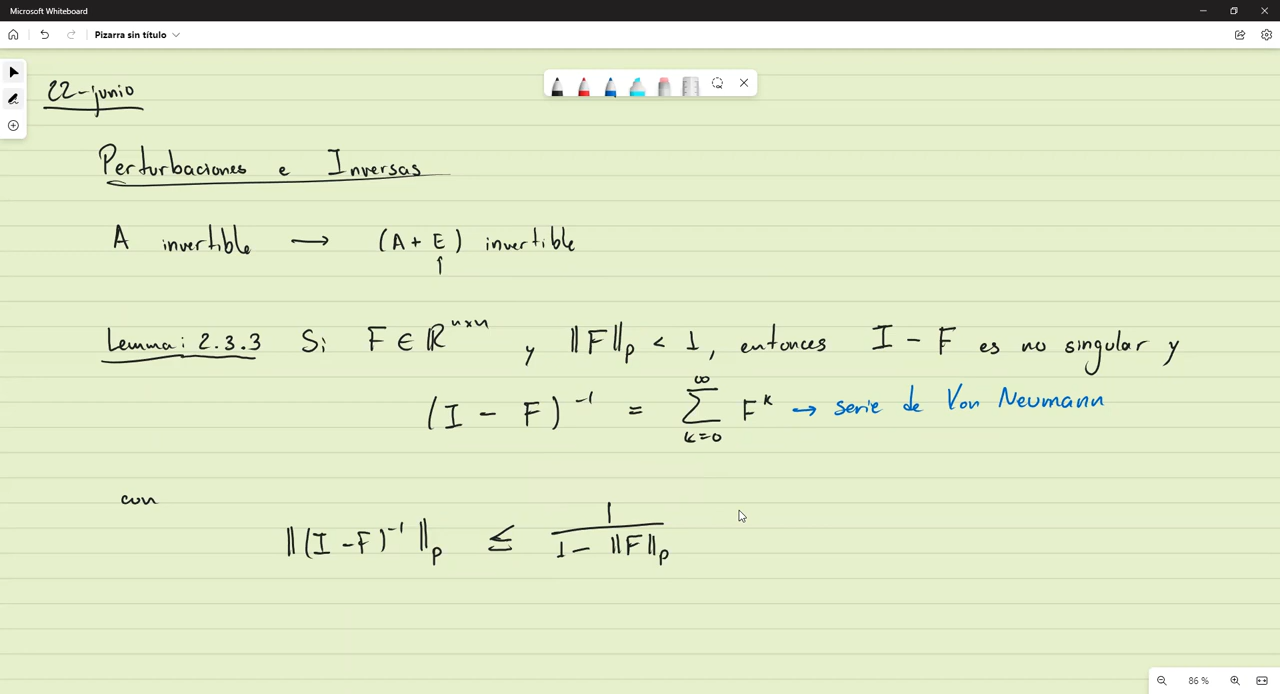 Microsoft Whiteboard
Pizarra sin título
22-junio
Perturbaciones e Inversas
A invertible → (A + E) invertible
↑
Lemma: 2.3.3 Si F ∈ ℝ^{n×n} y ‖F‖_p < 1, entonces I - F es no singular y
(I - F)^{-1} = ∑_{k=0}^{∞} F^k → serie de Von Neumann
con
‖(I - F)^{-1}‖_p ≤ 1 / (1 - ‖F‖_p)
86 %